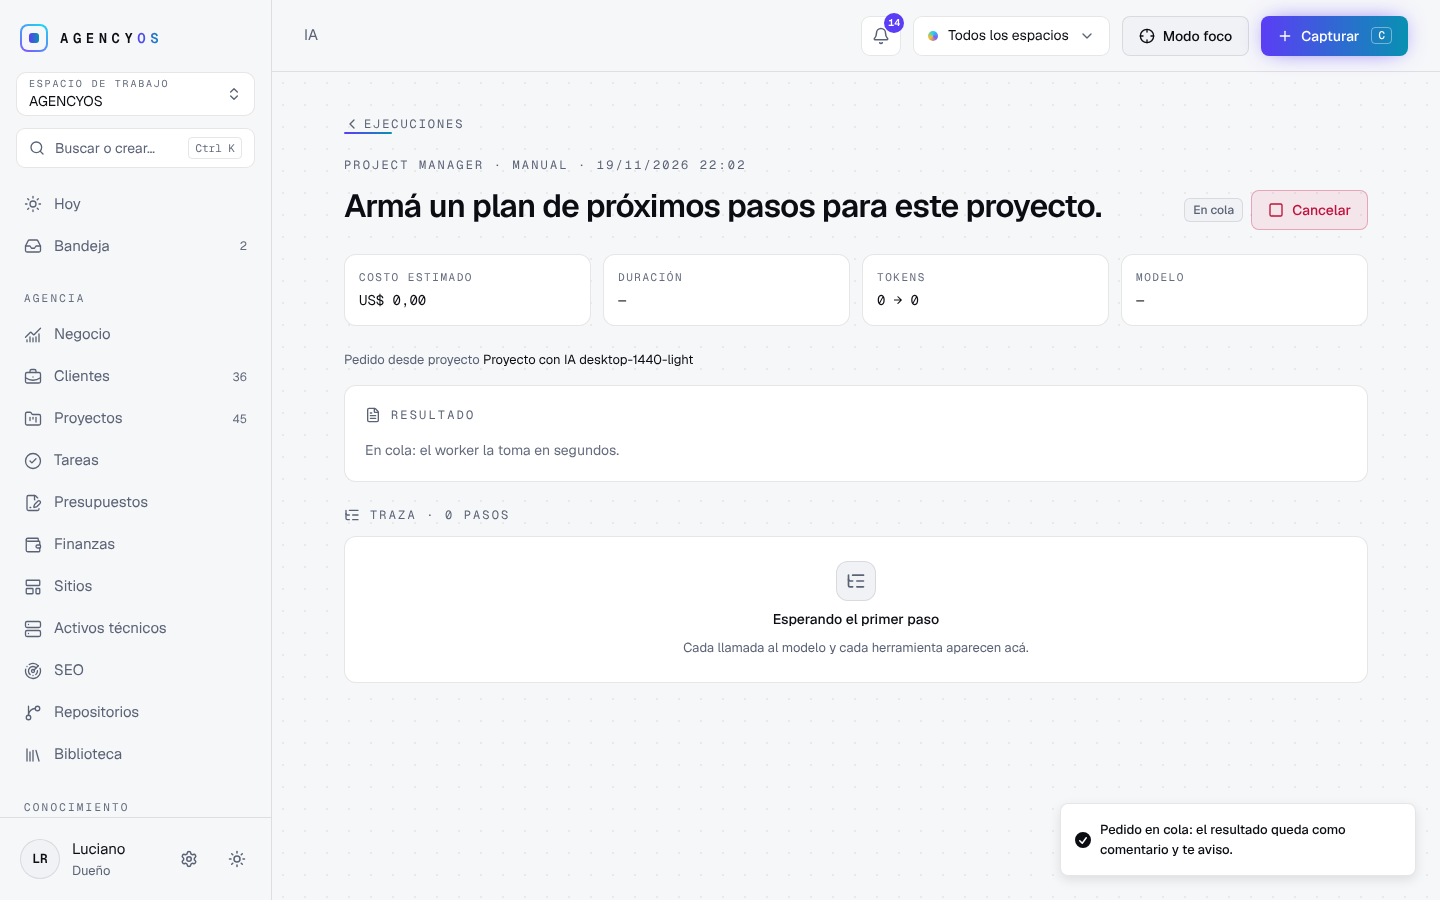 AGENCYOS
ESPACIO DE TRABAJO
AGENCYOS
Buscar o crear... Ctrl K
Hoy
Bandeja 2
AGENCIA
Negocio
Clientes 36
Proyectos 45
Tareas
Presupuestos
Finanzas
Sitios
Activos técnicos
SEO
Repositorios
Biblioteca
CONOCIMIENTO
LR
Luciano
Dueño
IA
14
Todos los espacios
Modo foco
Capturar C
EJECUCIONES
PROJECT MANAGER · MANUAL · 19/11/2026 22:02
Armá un plan de próximos pasos para este proyecto.
En cola
Cancelar
COSTO ESTIMADO
US$ 0,00
DURACIÓN
—
TOKENS
0 → 0
MODELO
—
Pedido desde proyecto Proyecto con IA desktop-1440-light
RESULTADO
En cola: el worker la toma en segundos.
TRAZA · 0 PASOS
Esperando el primer paso
Cada llamada al modelo y cada herramienta aparecen acá.
Pedido en cola: el resultado queda como
comentario y te aviso.